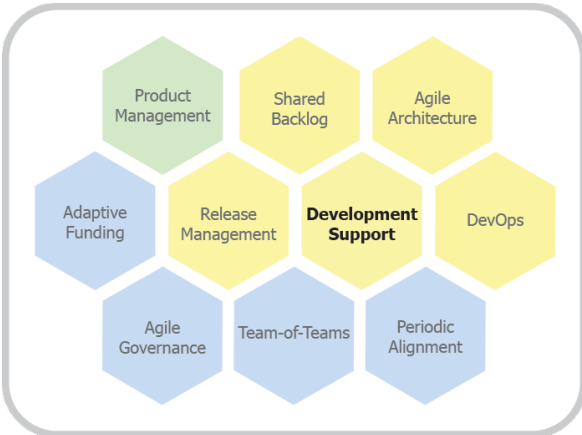 Product
Management
Shared
Backlog
Agile
Architecture
Adaptive
Funding
Release
Management
Development
Support
DevOps
Agile
Governance
Team-of-Teams
Periodic
Alignment